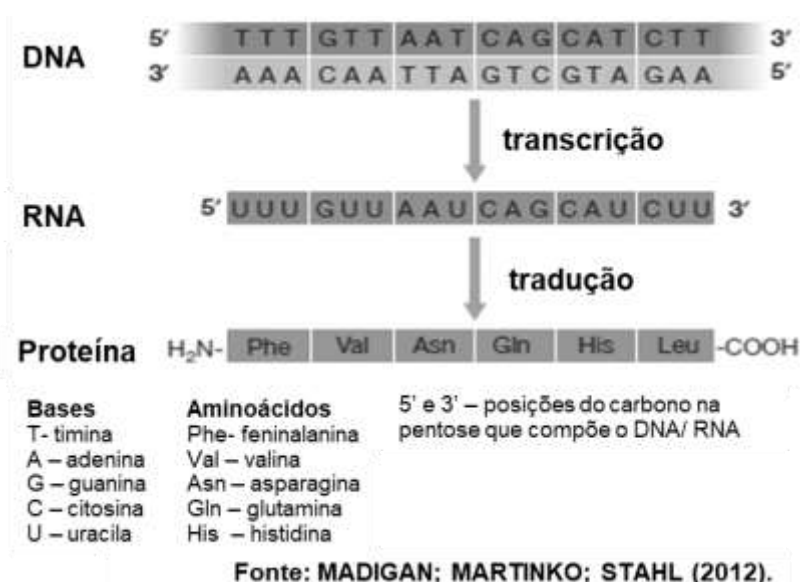 DNA
5′ TTT GTT AAT CAG CAT CTT 3′
3′ AAA CAA TTA GTC GTA GAA 5′
transcrição
RNA
5′ UUU GUU AAU CAG CAU CUU 3′
tradução
Proteína
H₂N- Phe Val Asn Gln His Leu -COOH
Bases
T- timina
A – adenina
G – guanina
C – citosina
U – uracila
Aminoácidos
Phe- feninalanina
Val – valina
Asn – asparagina
Gln – glutamina
His – histidina
5’ e 3’ – posições do carbono na
pentose que compõe o DNA/ RNA
Fonte: MADIGAN; MARTINKO; STAHL (2012).